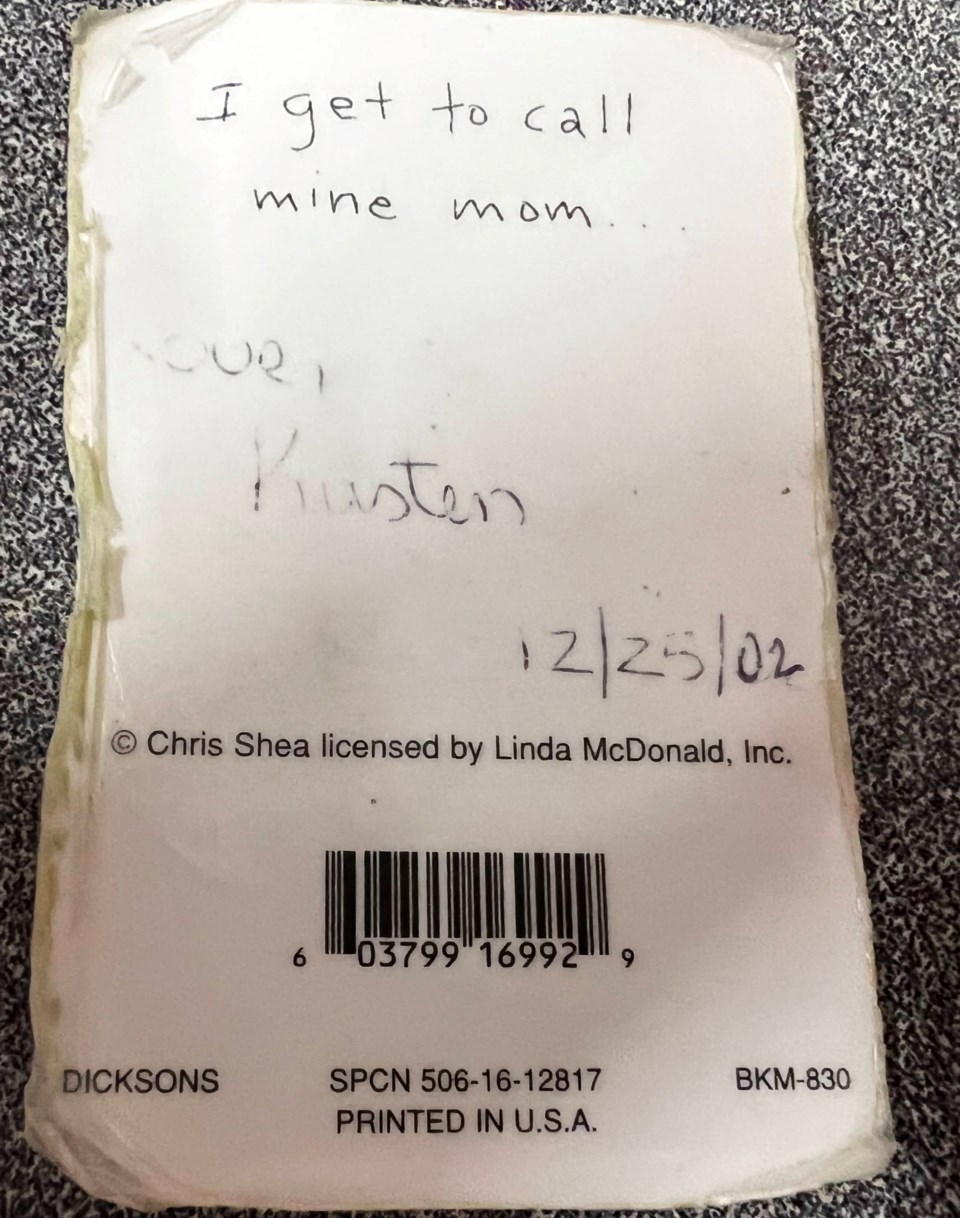 I get to call
mine mom...
Love,
12/25/02
© Chris Shea licensed by Linda McDonald, Inc.
6 03799 16992 9
DICKSONS SPCN 506-16-12817 BKM-830
PRINTED IN U.S.A.